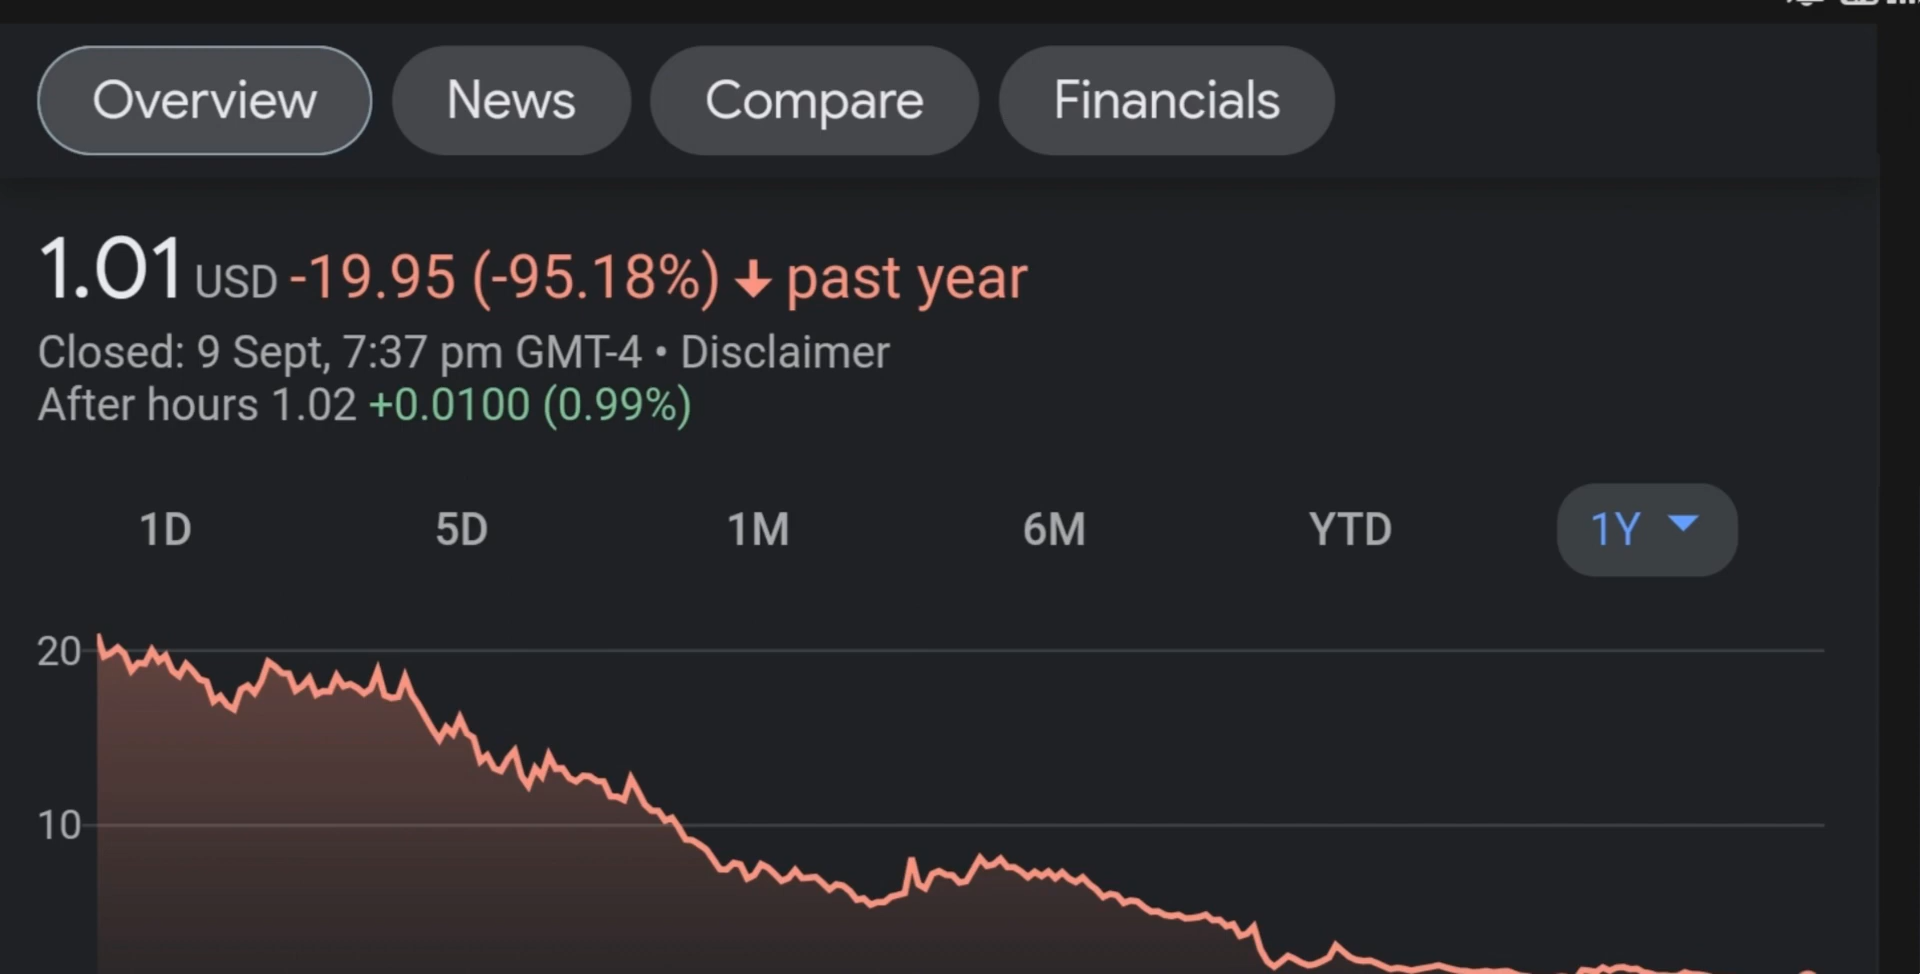 Overview News Compare Financials
1.01 USD -19.95 (-95.18%) ↓ past year
Closed: 9 Sept, 7:37 pm GMT-4 • Disclaimer
After hours 1.02 +0.0100 (0.99%)
1D 5D 1M 6M YTD 1Y
20
10